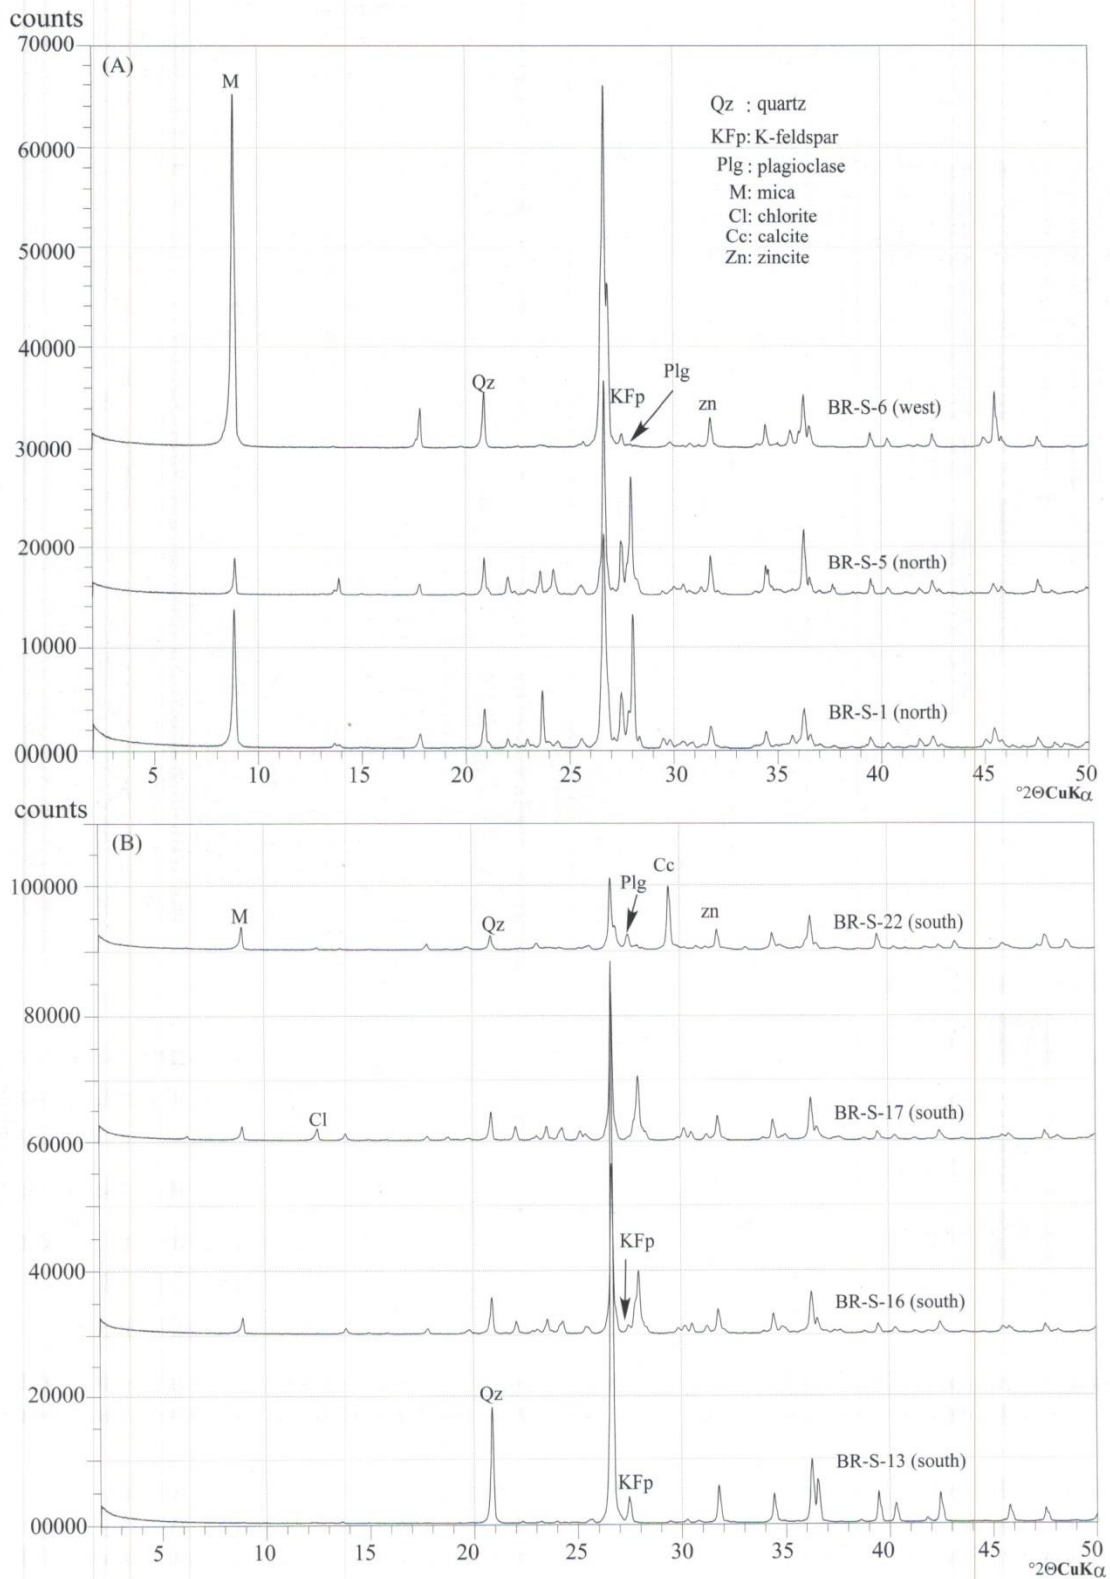 counts
70000
(A)
M
Qz : quartz
KFp: K-feldspar
Plg : plagioclase
M: mica
Cl: chlorite
Cc: calcite
Zn: zincite
60000
50000
40000
Qz
KFp
Plg
zn
BR-S-6 (west)
30000
BR-S-5 (north)
20000
10000
BR-S-1 (north)
00000
5 10 15 20 25 30 35 40 45 50
°2ΘCuKα
counts
(B)
100000
M
Qz
Plg
Cc
zn
BR-S-22 (south)
80000
Cl
BR-S-17 (south)
60000
KFp
40000
BR-S-16 (south)
20000
Qz
KFp
BR-S-13 (south)
00000
5 10 15 20 25 30 35 40 45 50
°2ΘCuKα